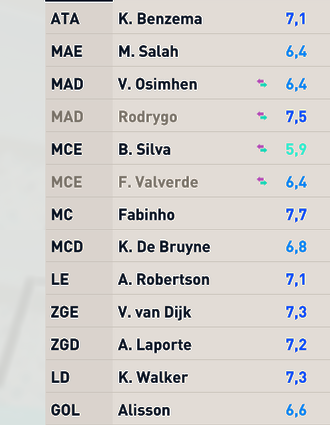 ATA K. Benzema 7,1
MAE M. Salah 6,4
MAD V. Osimhen 6,4
MAD Rodrygo 7,5
MCE B. Silva 5,9
MCE F. Valverde 6,4
MC Fabinho 7,7
MCD K. De Bruyne 6,8
LE A. Robertson 7,1
ZGE V. van Dijk 7,3
ZGD A. Laporte 7,2
LD K. Walker 7,3
GOL Alisson 6,6